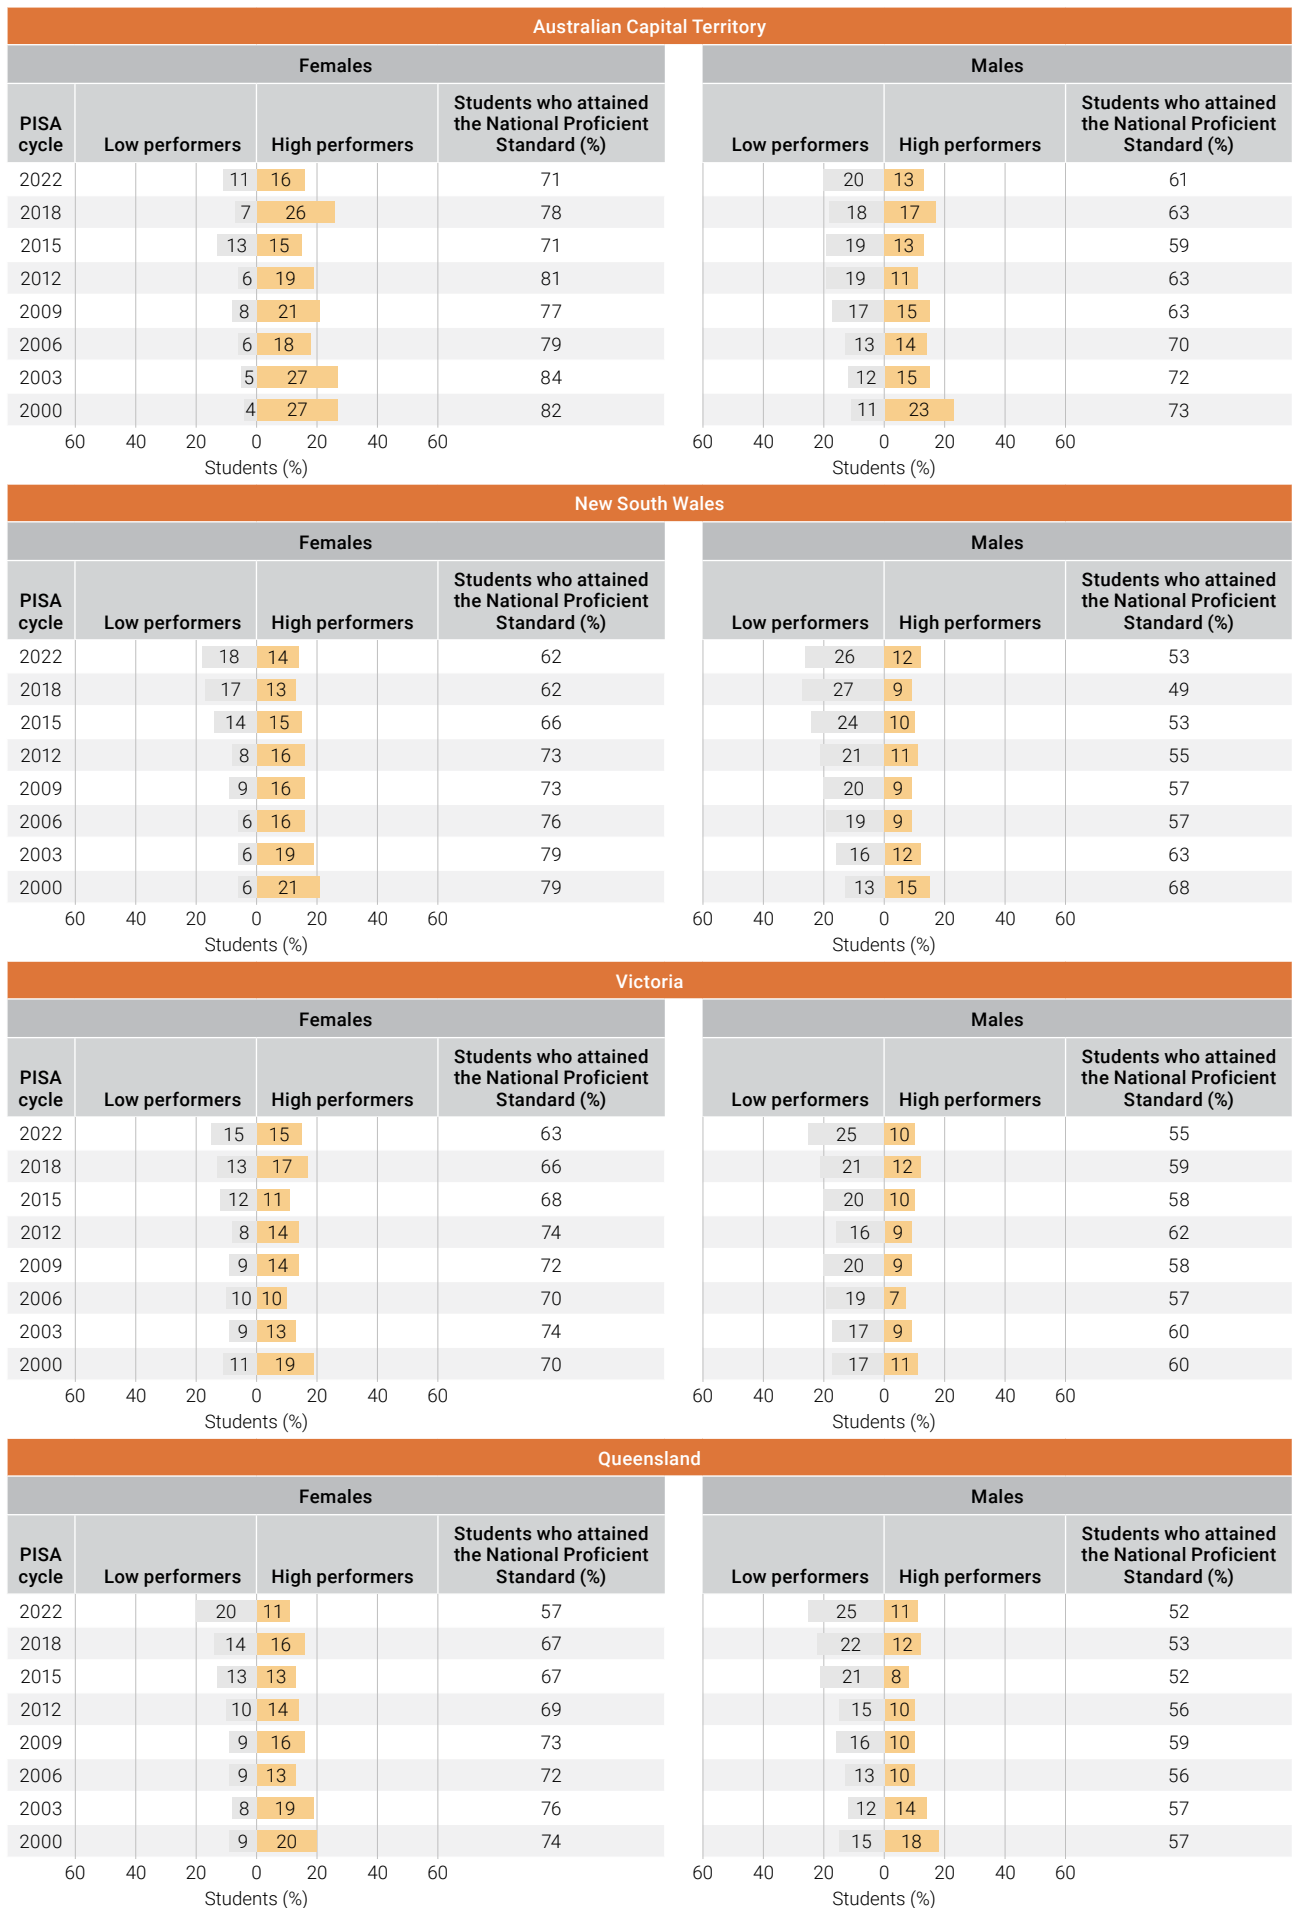 Australian Capital Territory
Females Males
PISA cycle Low performers High performers Students who attained the National Proficient Standard (%) Low performers High performers Students who attained the National Proficient Standard (%)
2022 11 16 71 20 13 61
2018 7 26 78 18 17 63
2015 13 15 71 19 13 59
2012 6 19 81 19 11 63
2009 8 21 77 17 15 63
2006 6 18 79 13 14 70
2003 5 27 84 12 15 72
2000 4 27 82 11 23 73
60 40 20 0 20 40 60 60 40 20 0 20 40 60
Students (%) Students (%)
New South Wales
Females Males
PISA cycle Low performers High performers Students who attained the National Proficient Standard (%) Low performers High performers Students who attained the National Proficient Standard (%)
2022 18 14 62 26 12 53
2018 17 13 62 27 9 49
2015 14 15 66 24 10 53
2012 8 16 73 21 11 55
2009 9 16 73 20 9 57
2006 6 16 76 19 9 57
2003 6 19 79 16 12 63
2000 6 21 79 13 15 68
60 40 20 0 20 40 60 60 40 20 0 20 40 60
Students (%) Students (%)
Victoria
Females Males
PISA cycle Low performers High performers Students who attained the National Proficient Standard (%) Low performers High performers Students who attained the National Proficient Standard (%)
2022 15 15 63 25 10 55
2018 13 17 66 21 12 59
2015 12 11 68 20 10 58
2012 8 14 74 16 9 62
2009 9 14 72 20 9 58
2006 10 10 70 19 7 57
2003 9 13 74 17 9 60
2000 11 19 70 17 11 60
60 40 20 0 20 40 60 60 40 20 0 20 40 60
Students (%) Students (%)
Queensland
Females Males
PISA cycle Low performers High performers Students who attained the National Proficient Standard (%) Low performers High performers Students who attained the National Proficient Standard (%)
2022 20 11 57 25 11 52
2018 14 16 67 22 12 53
2015 13 13 67 21 8 52
2012 10 14 69 15 10 56
2009 9 16 73 16 10 59
2006 9 13 72 13 10 56
2003 8 19 76 12 14 57
2000 9 20 74 15 18 57
60 40 20 0 20 40 60 60 40 20 0 20 40 60
Students (%) Students (%)